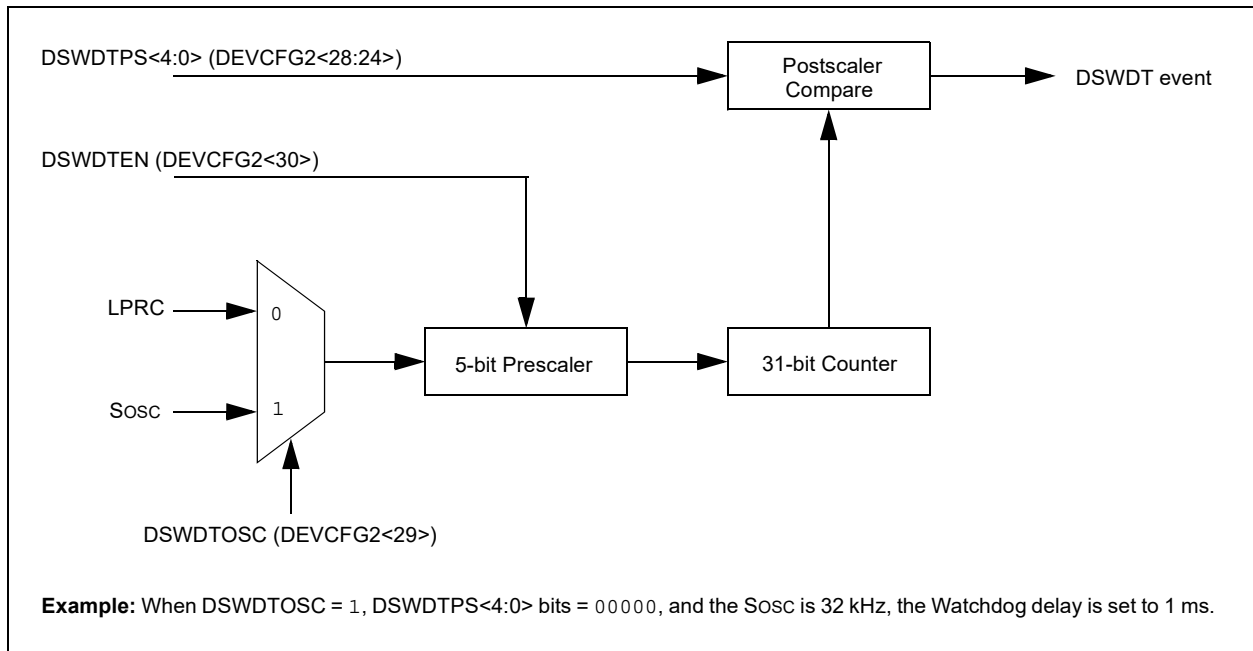 DSWDTPS<4:0> (DEVCFG2<28:24>)
Postscaler
Compare
DSWDT event
DSWDTEN (DEVCFG2<30>)
LPRC
0
5-bit Prescaler
31-bit Counter
SOSC
1
DSWDTOSC (DEVCFG2<29>)
Example: When DSWDTOSC = 1, DSWDTPS<4:0> bits = 00000, and the SOSC is 32 kHz, the Watchdog delay is set to 1 ms.